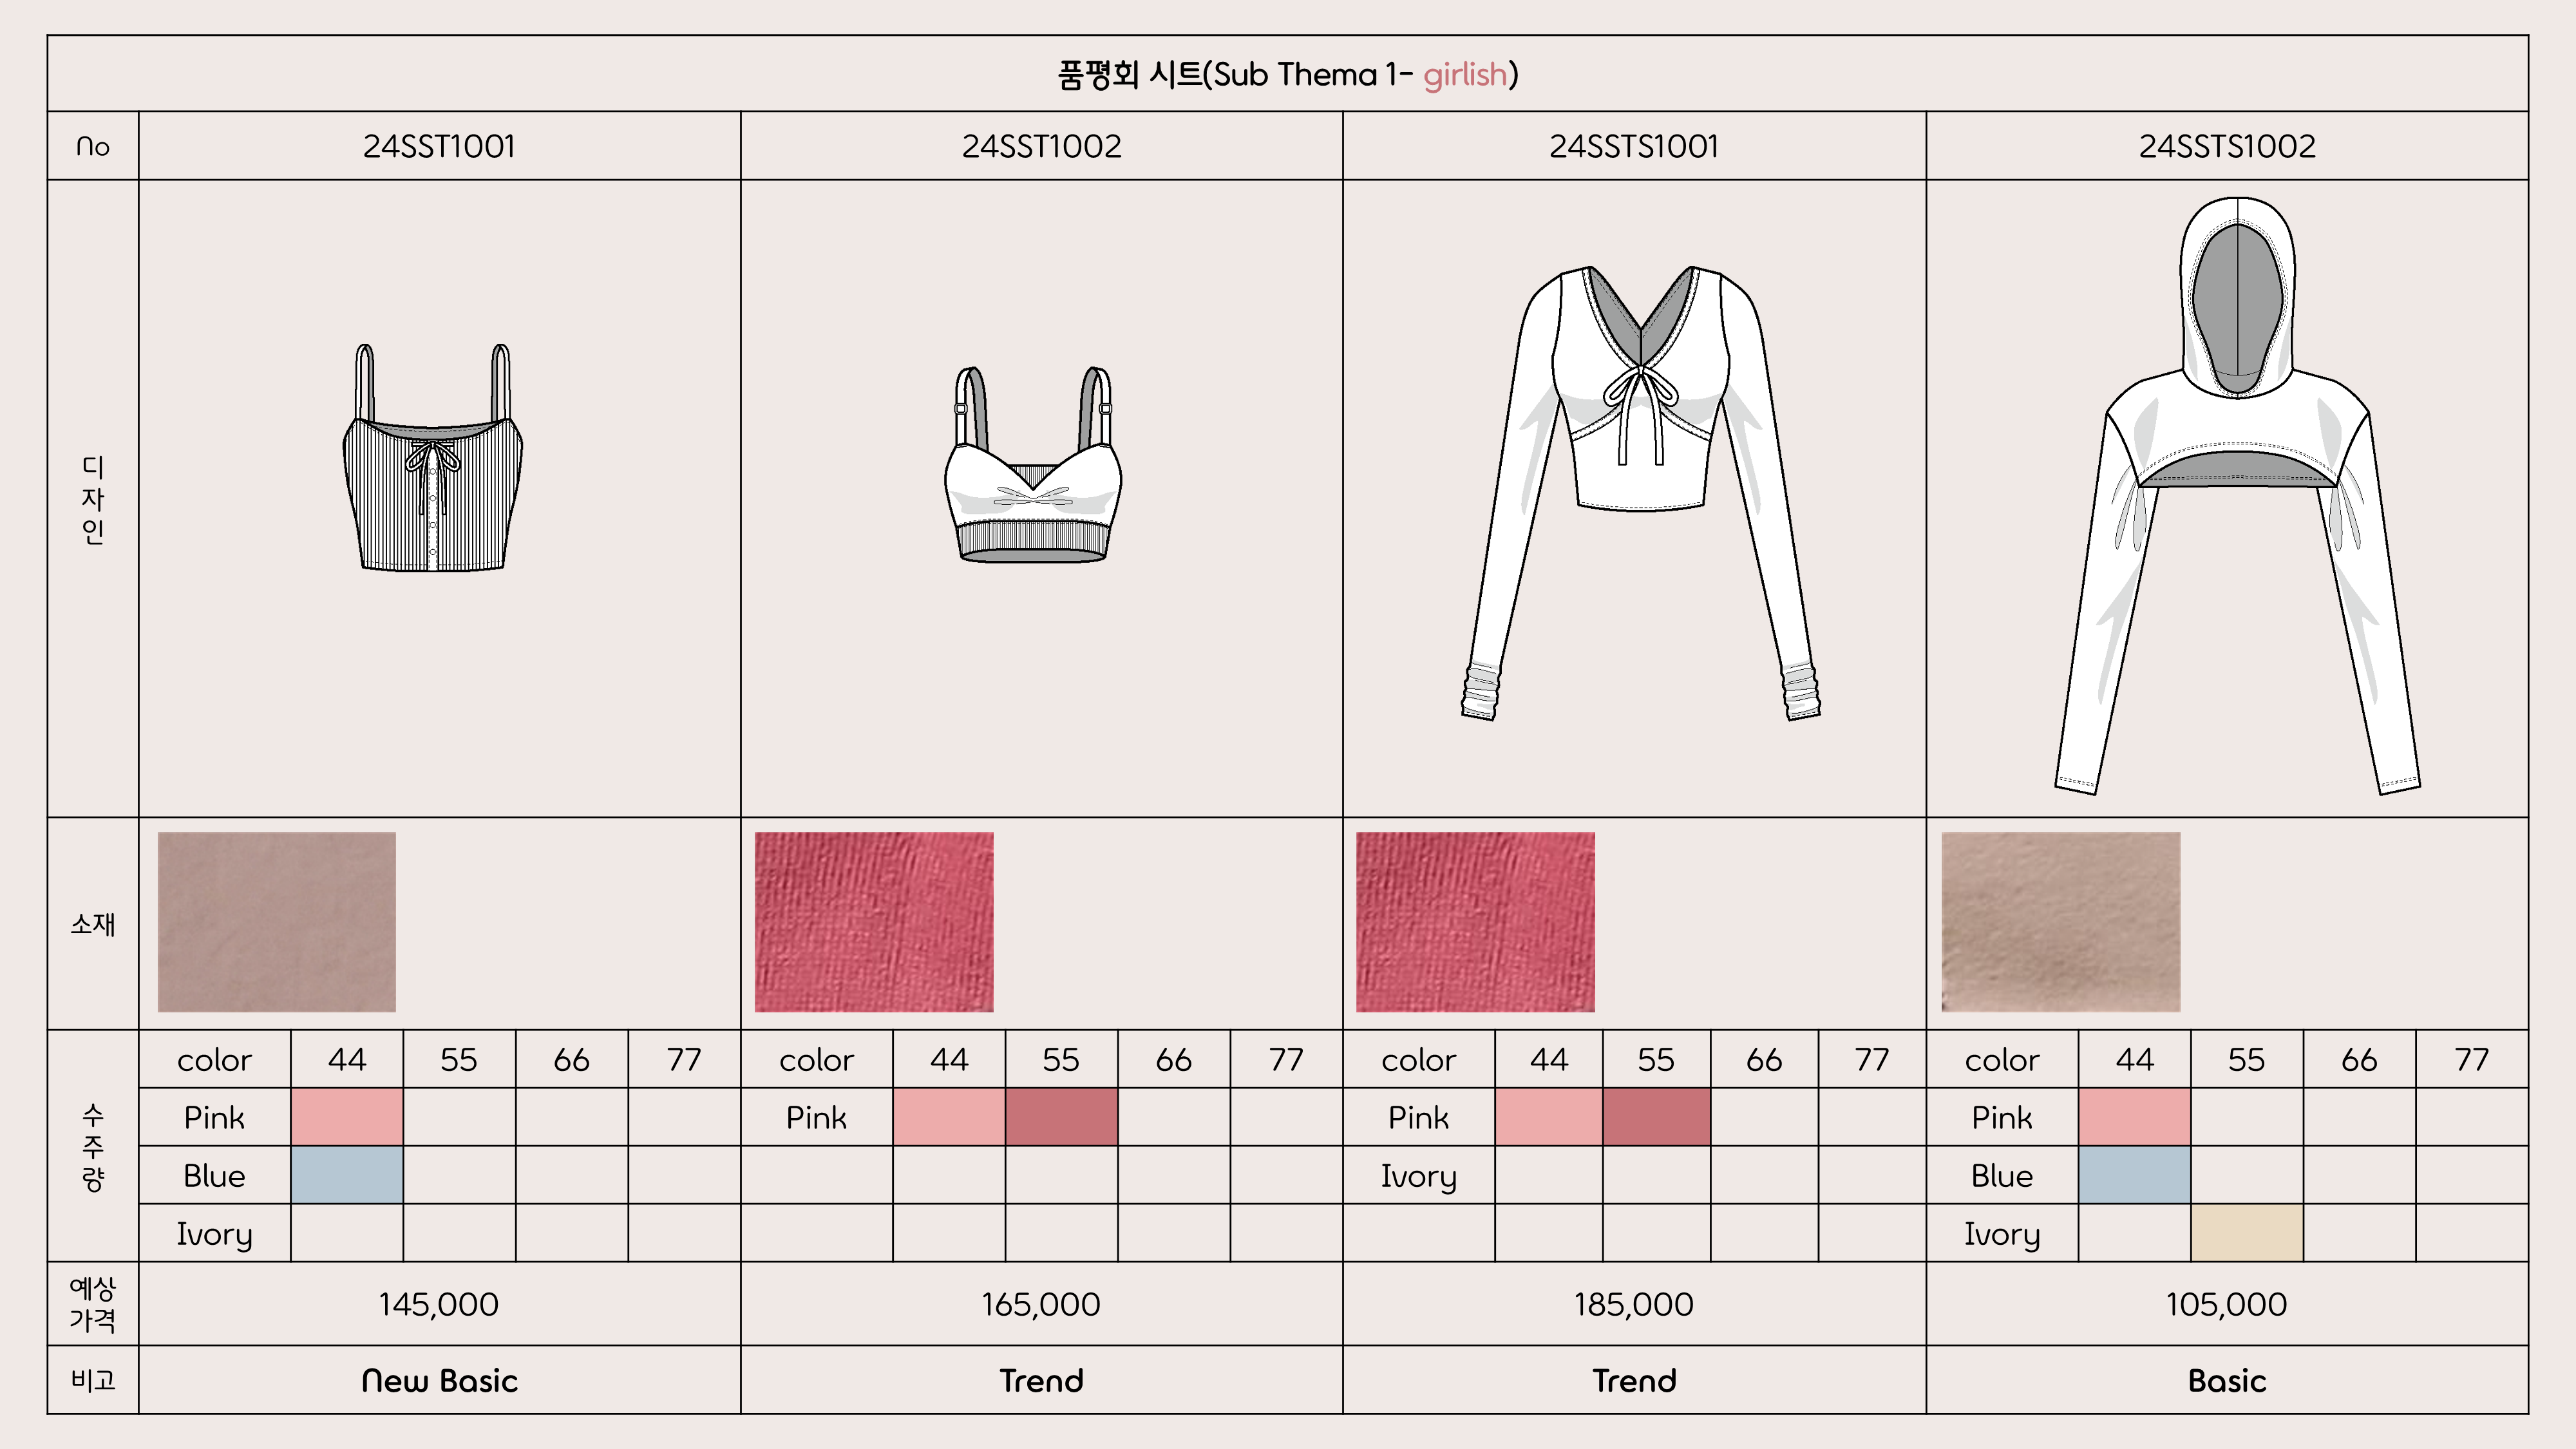 품평회 시트(Sub Thema 1- girlish)
No 24SST1001 24SST1002 24SSTS1001 24SSTS1002
디
자
인
소재
수
주
량
color 44 55 66 77 color 44 55 66 77 color 44 55 66 77 color 44 55 66 77
Pink Pink Pink Pink
Blue Ivory Blue
Ivory Ivory
예상
가격
145,000 165,000 185,000 105,000
비고 New Basic Trend Trend Basic